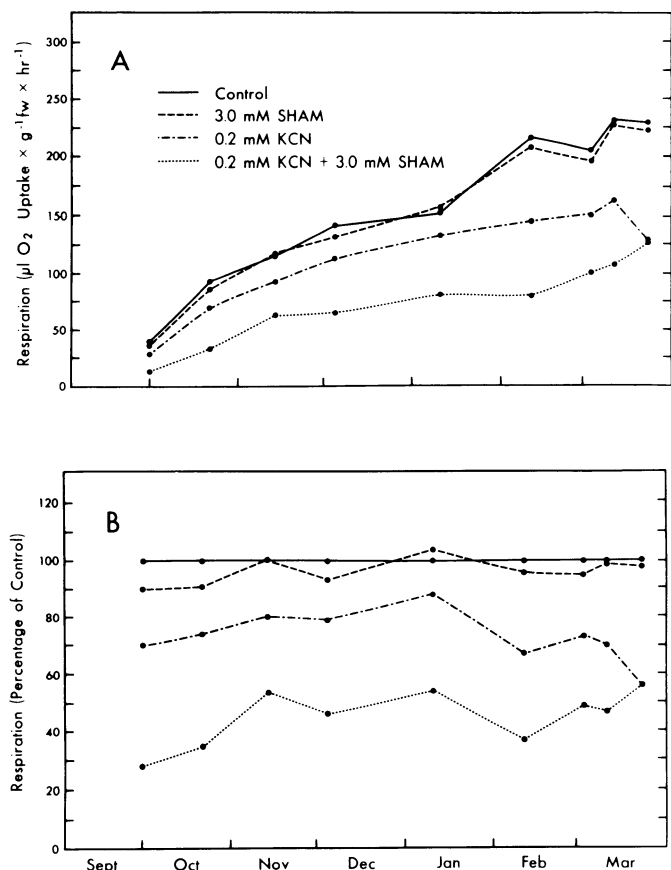 A
Control
3.0 mM SHAM
0.2 mM KCN
0.2 mM KCN + 3.0 mM SHAM
Respiration (μl O₂ Uptake × g⁻¹ fw × hr⁻¹)
300
250
200
150
100
50
0
B
Respiration (Percentage of Control)
120
100
80
60
40
20
0
Sept Oct Nov Dec Jan Feb Mar